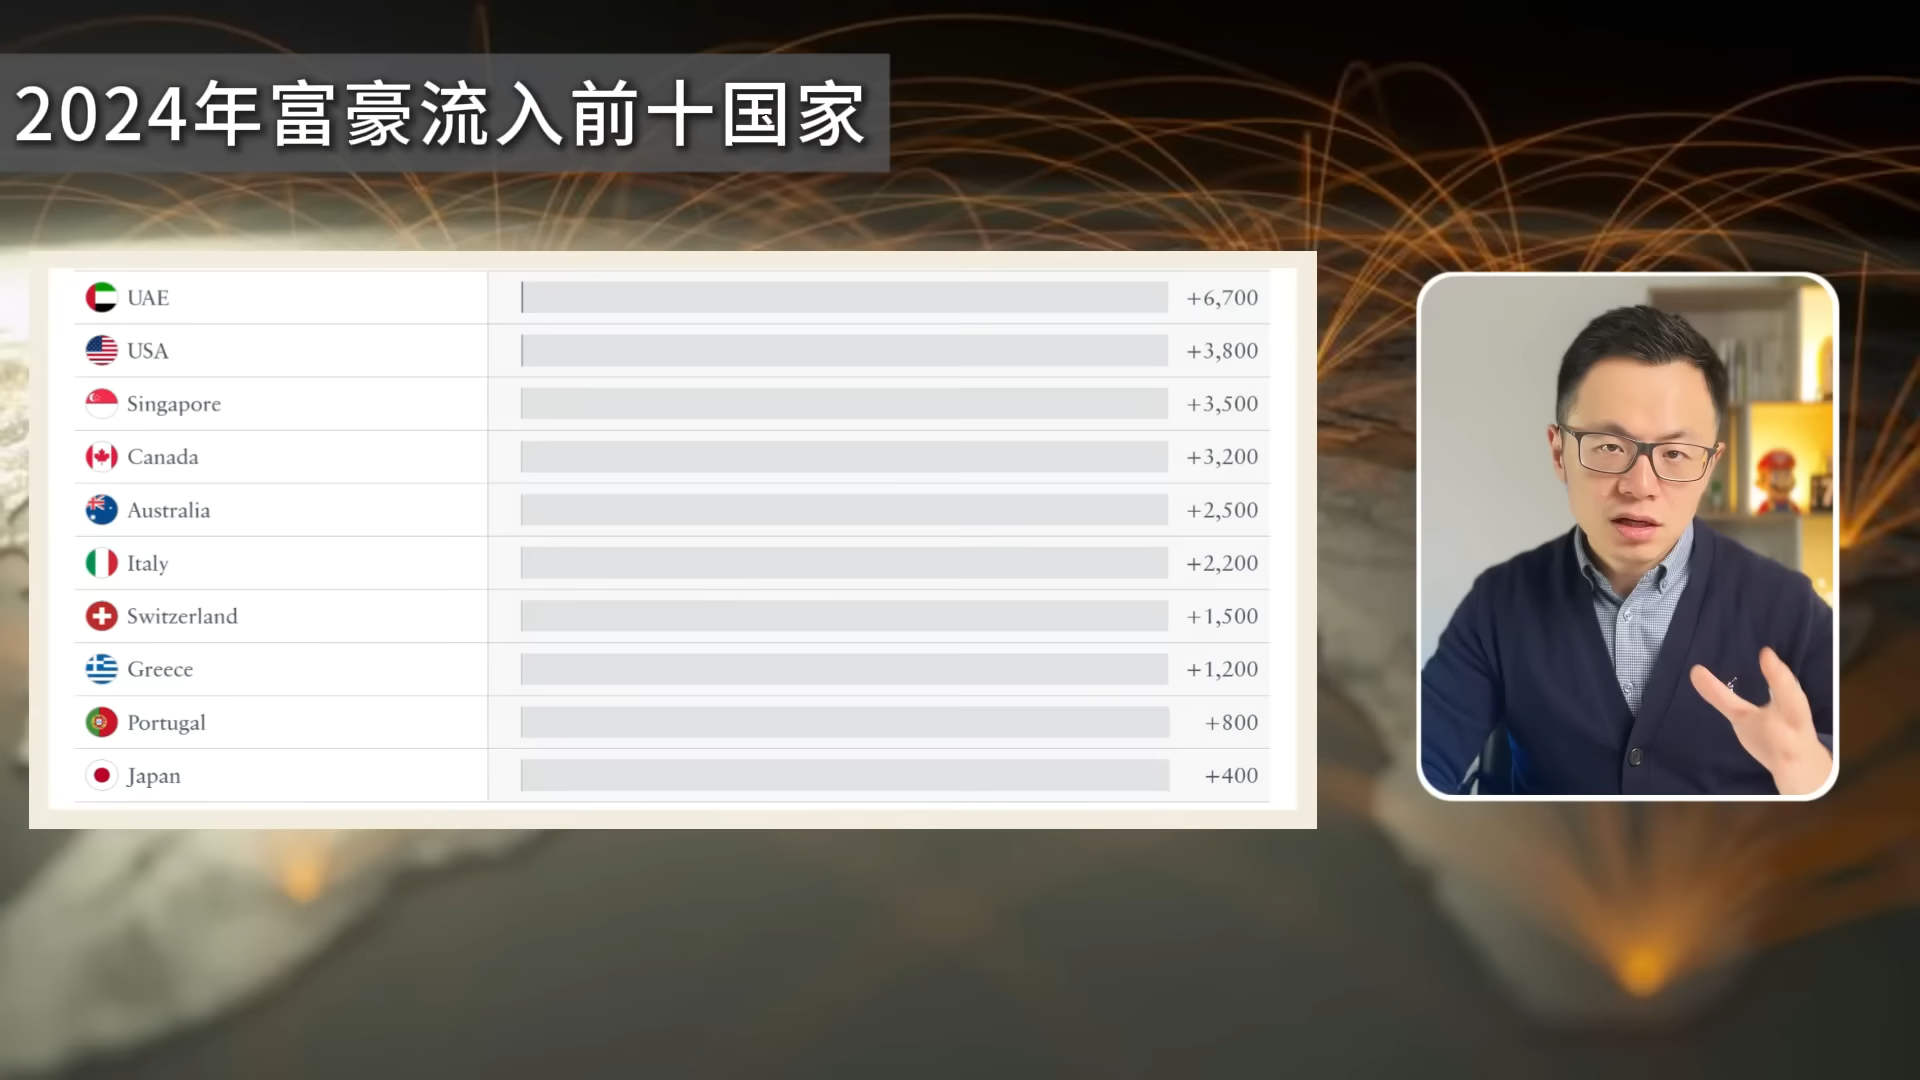 2024年富豪流入前十国家
UAE +6,700
USA +3,800
Singapore +3,500
Canada +3,200
Australia +2,500
Italy +2,200
Switzerland +1,500
Greece +1,200
Portugal +800
Japan +400